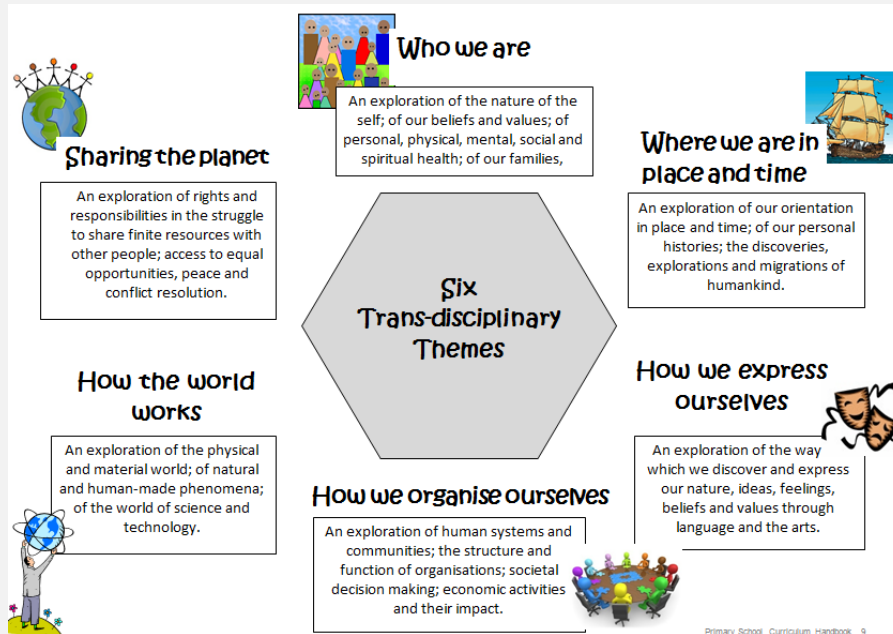 Who we are
An exploration of the nature of the
self; of our beliefs and values; of
personal, physical, mental, social and
spiritual health; of our families,
Where we are in
place and time
An exploration of our orientation
in place and time; of our personal
histories; the discoveries,
explorations and migrations of
humankind.
Sharing the planet
An exploration of rights and
responsibilities in the struggle
to share finite resources with
other people; access to equal
opportunities, peace and
conflict resolution.
Six
Trans-disciplinary
Themes
How we express
ourselves
An exploration of the way
which we discover and express
our nature, ideas, feelings,
beliefs and values through
language and the arts.
How the world
works
An exploration of the physical
and material world; of natural
and human-made phenomena;
of the world of science and
technology.
How we organise ourselves
An exploration of human systems and
communities; the structure and
function of organisations; societal
decision making; economic activities
and their impact.
Primary School Curriculum Handbook 9